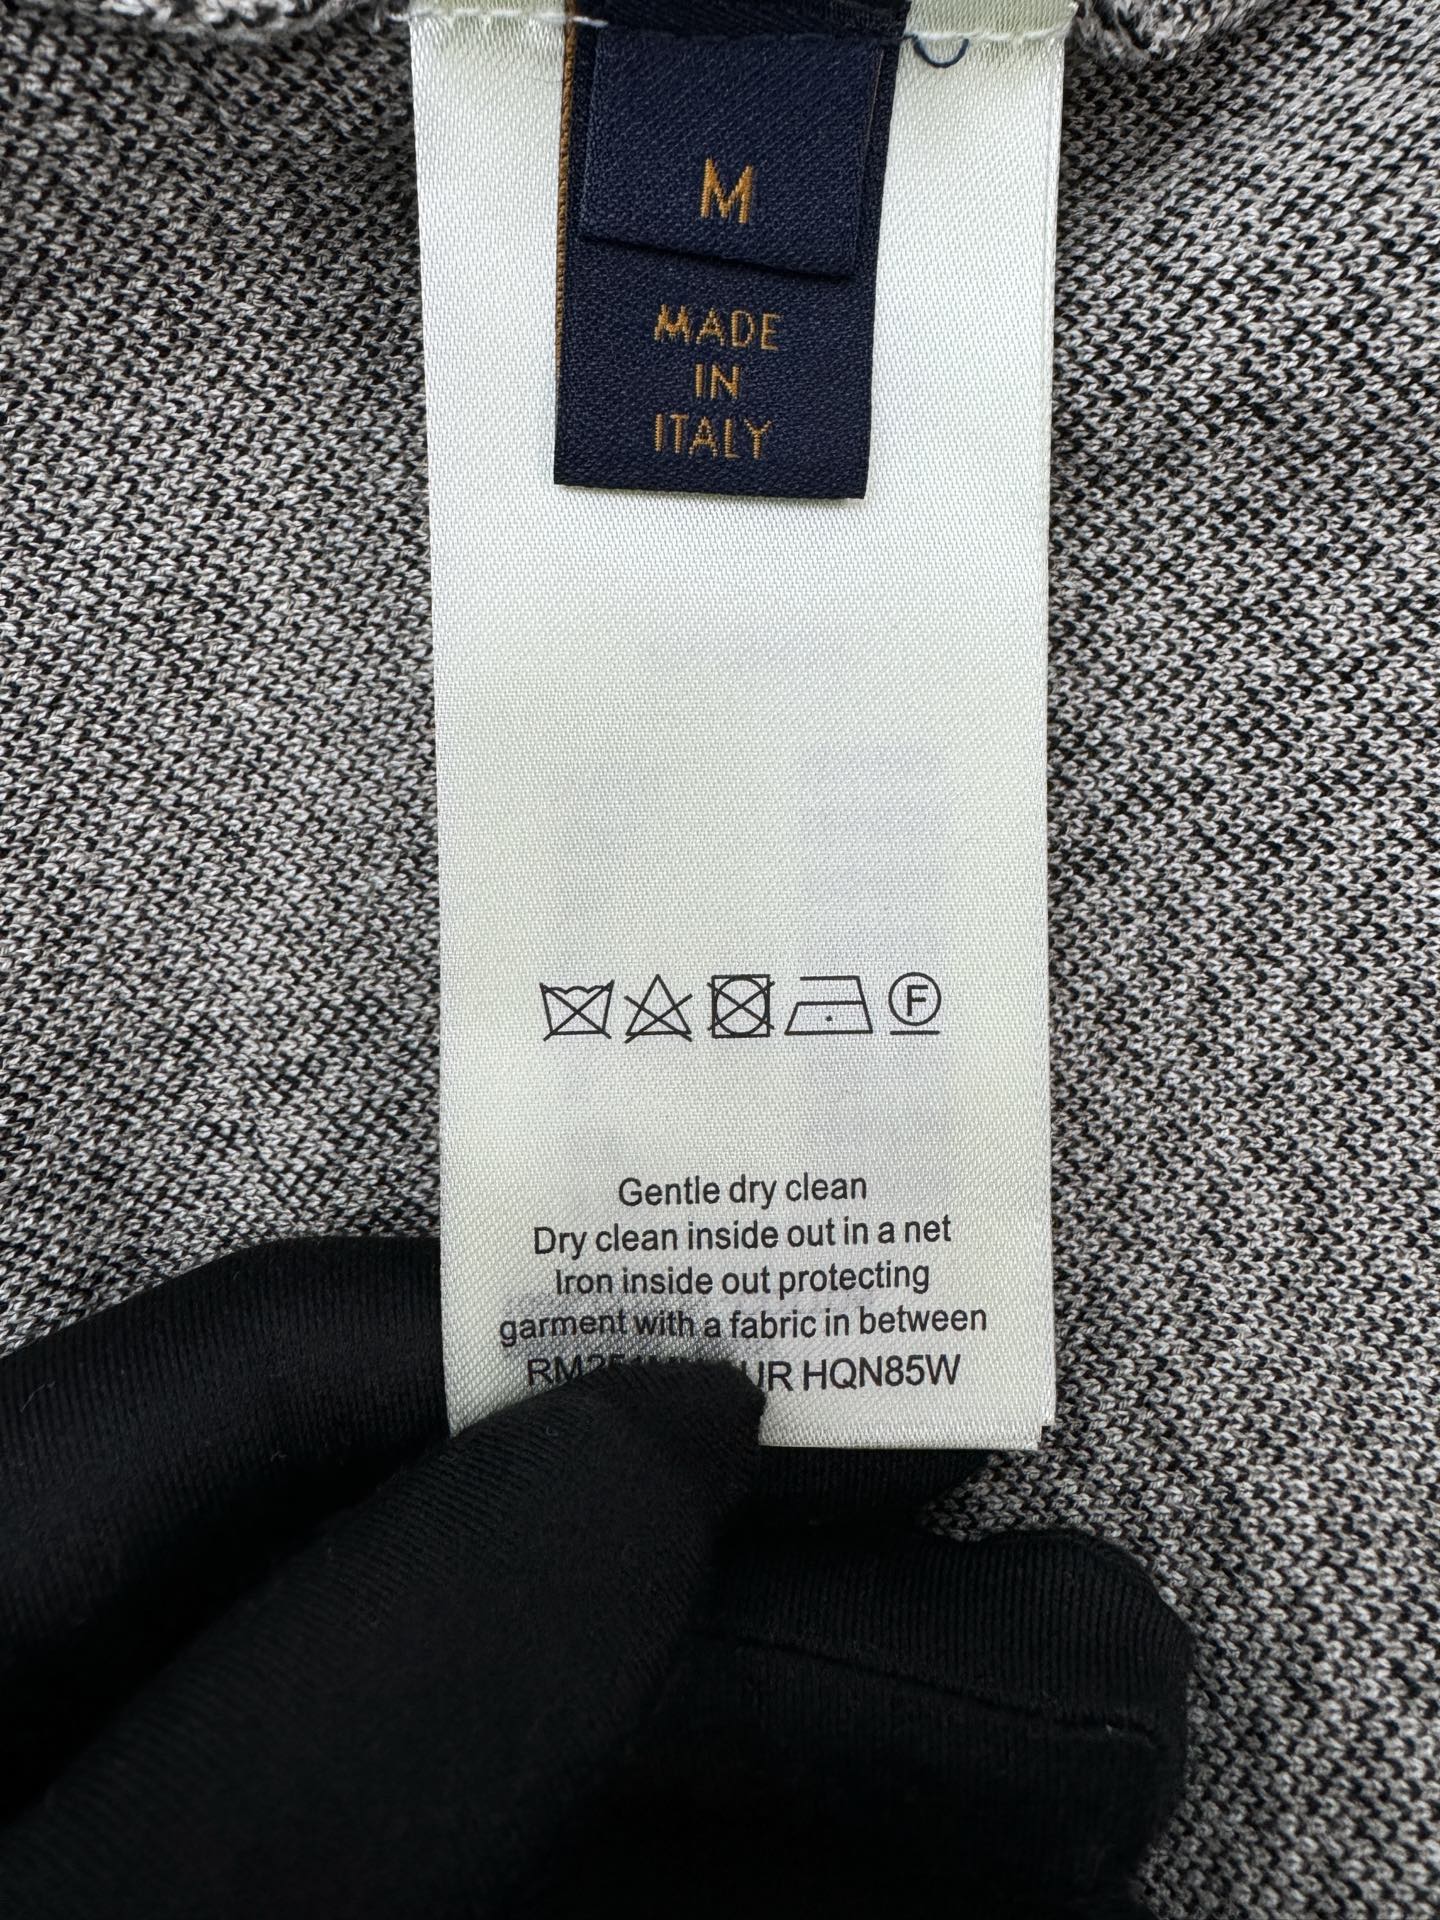 M
MADE
IN
ITALY
F
Gentle dry clean
Dry clean inside out in a net
Iron inside out protecting
garment with a fabric in between
HQN85W